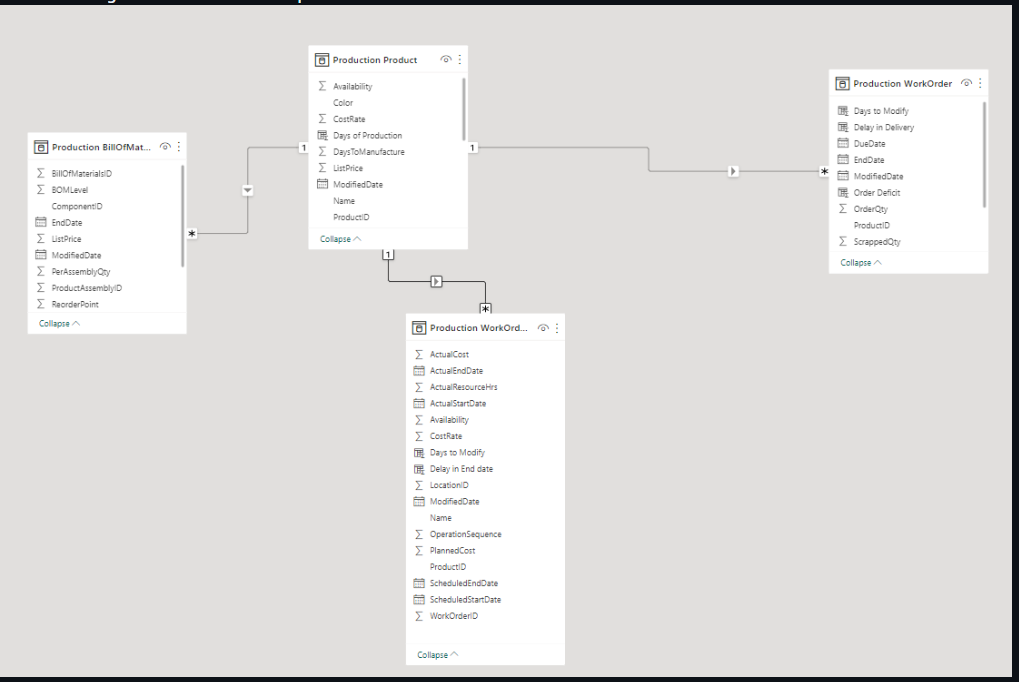 Production Product
Availability
Color
CostRate
Days of Production
DaysToManufacture
ListPrice
ModifiedDate
Name
ProductID
Collapse
Production WorkOrder
Days to Modify
Delay in Delivery
DueDate
EndDate
ModifiedDate
Order Deficit
OrderQty
ProductID
ScrappedQty
Collapse
Production BillOfMat...
BillOfMaterialsID
BOMLevel
ComponentID
EndDate
ListPrice
ModifiedDate
PerAssemblyQty
ProductAssemblyID
ReorderPoint
Collapse
1
1
*
*
1
*
Production WorkOrd...
ActualCost
ActualEndDate
ActualResourceHrs
ActualStartDate
Availability
CostRate
Days to Modify
Delay in End date
LocationID
ModifiedDate
Name
OperationSequence
PlannedCost
ProductID
ScheduledEndDate
ScheduledStartDate
WorkOrderID
Collapse